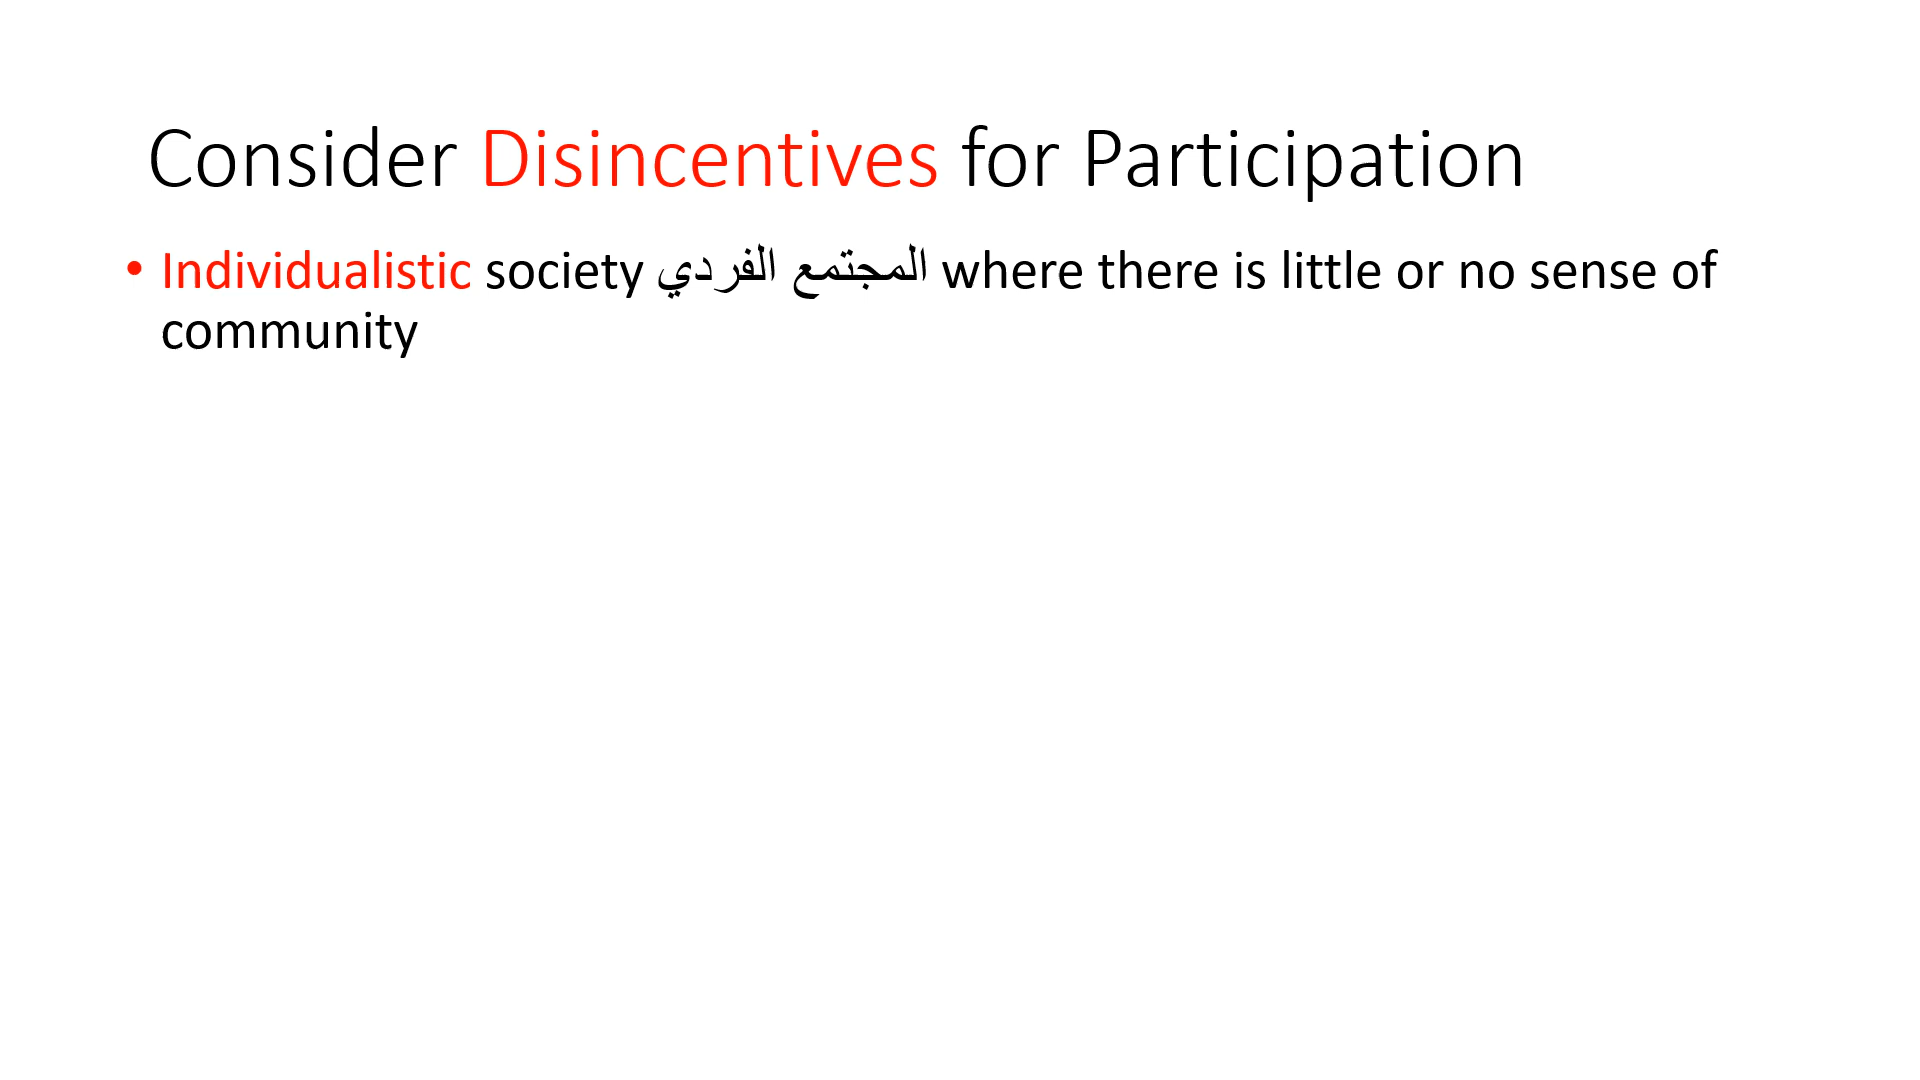 Consider Disincentives for Participation
• Individualistic society المجتمع الفردي where there is little or no sense of
community